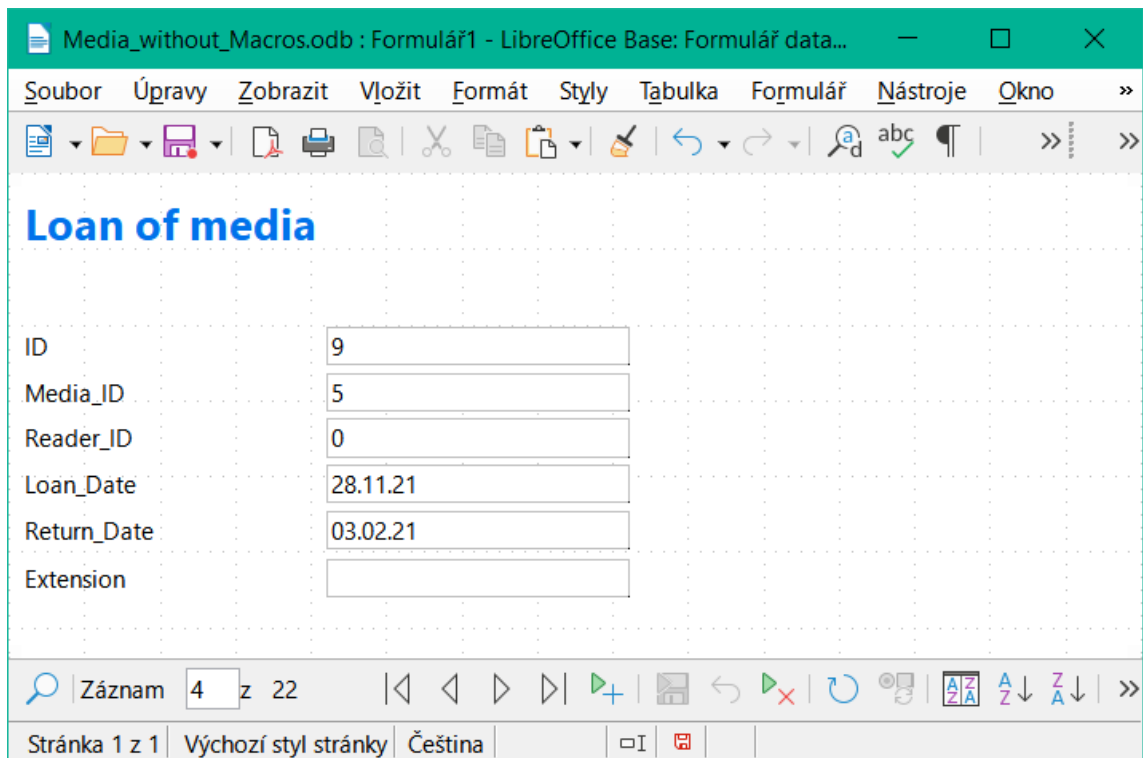 Media_without_Macros.odb : Formulář1 - LibreOffice Base: Formulář data...
Soubor Úpravy Zobrazit Vložit Formát Styly Tabulka Formulář Nástroje Okno »
Loan of media
ID 9
Media_ID 5
Reader_ID 0
Loan_Date 28.11.21
Return_Date 03.02.21
Extension
Záznam 4 z 22
Stránka 1 z 1 Výchozí styl stránky Čeština